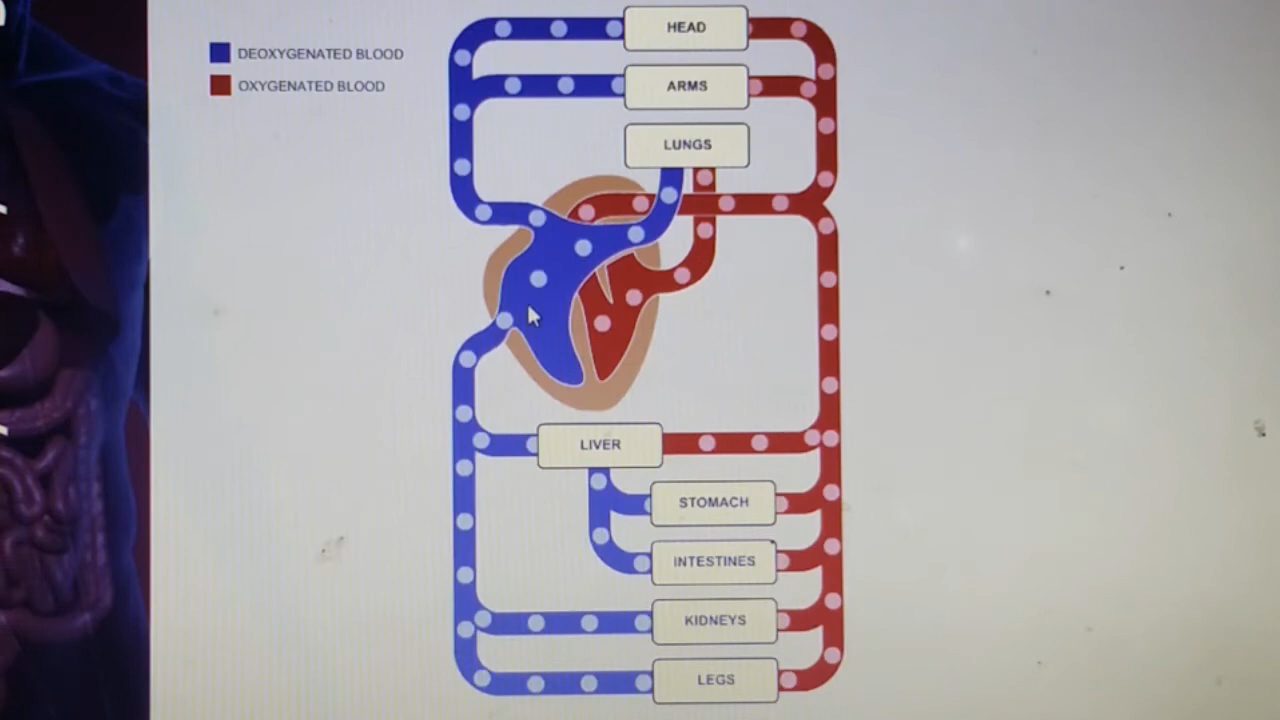 DEOXYGENATED BLOOD
OXYGENATED BLOOD
HEAD
ARMS
LUNGS
LIVER
STOMACH
INTESTINES
KIDNEYS
LEGS